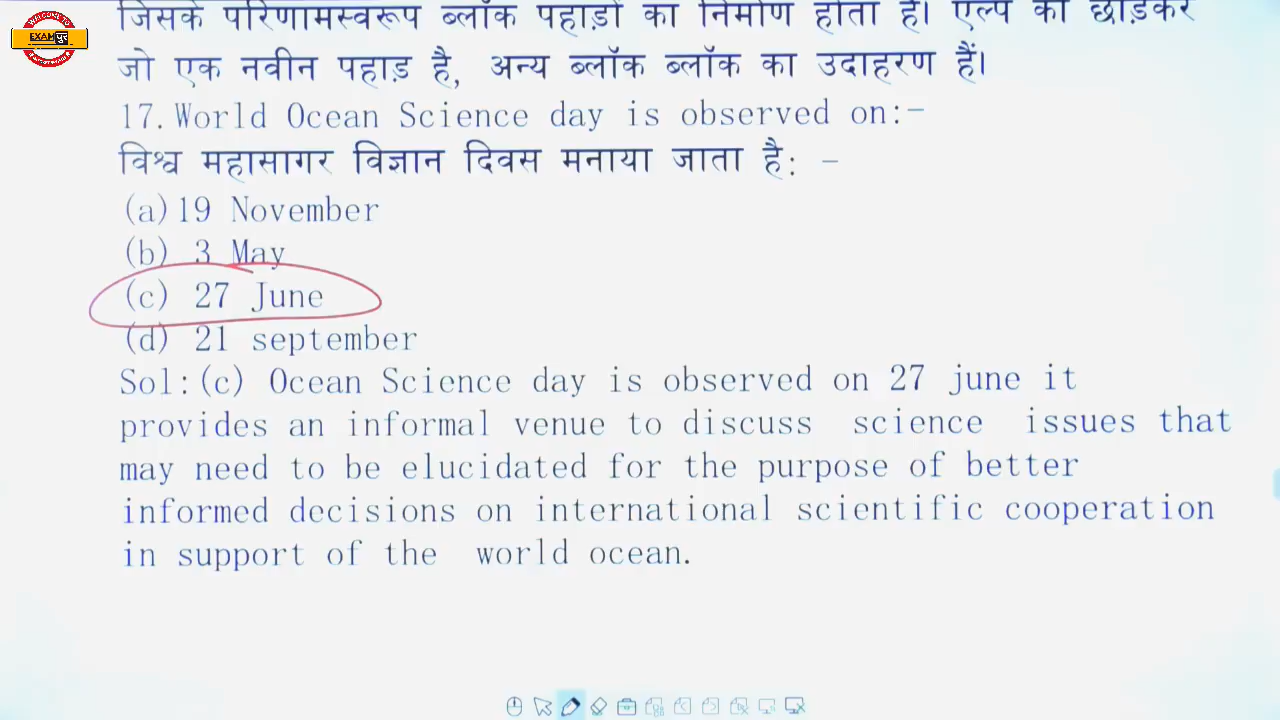 जिसके परिणामस्वरूप ब्लॉक पहाड़ों का निर्माण होता है। एल्प को छोड़कर
जो एक नवीन पहाड़ है, अन्य ब्लॉक ब्लॉक का उदाहरण हैं।
17.World Ocean Science day is observed on:-
विश्व महासागर विज्ञान दिवस मनाया जाता है: -
(a)19 November
(b) 3 May
(c) 27 June
(d) 21 september
Sol:(c) Ocean Science day is observed on 27 june it
provides an informal venue to discuss science issues that
may need to be elucidated for the purpose of better
informed decisions on international scientific cooperation
in support of the world ocean.
WELCOME TO
EXAM पुर